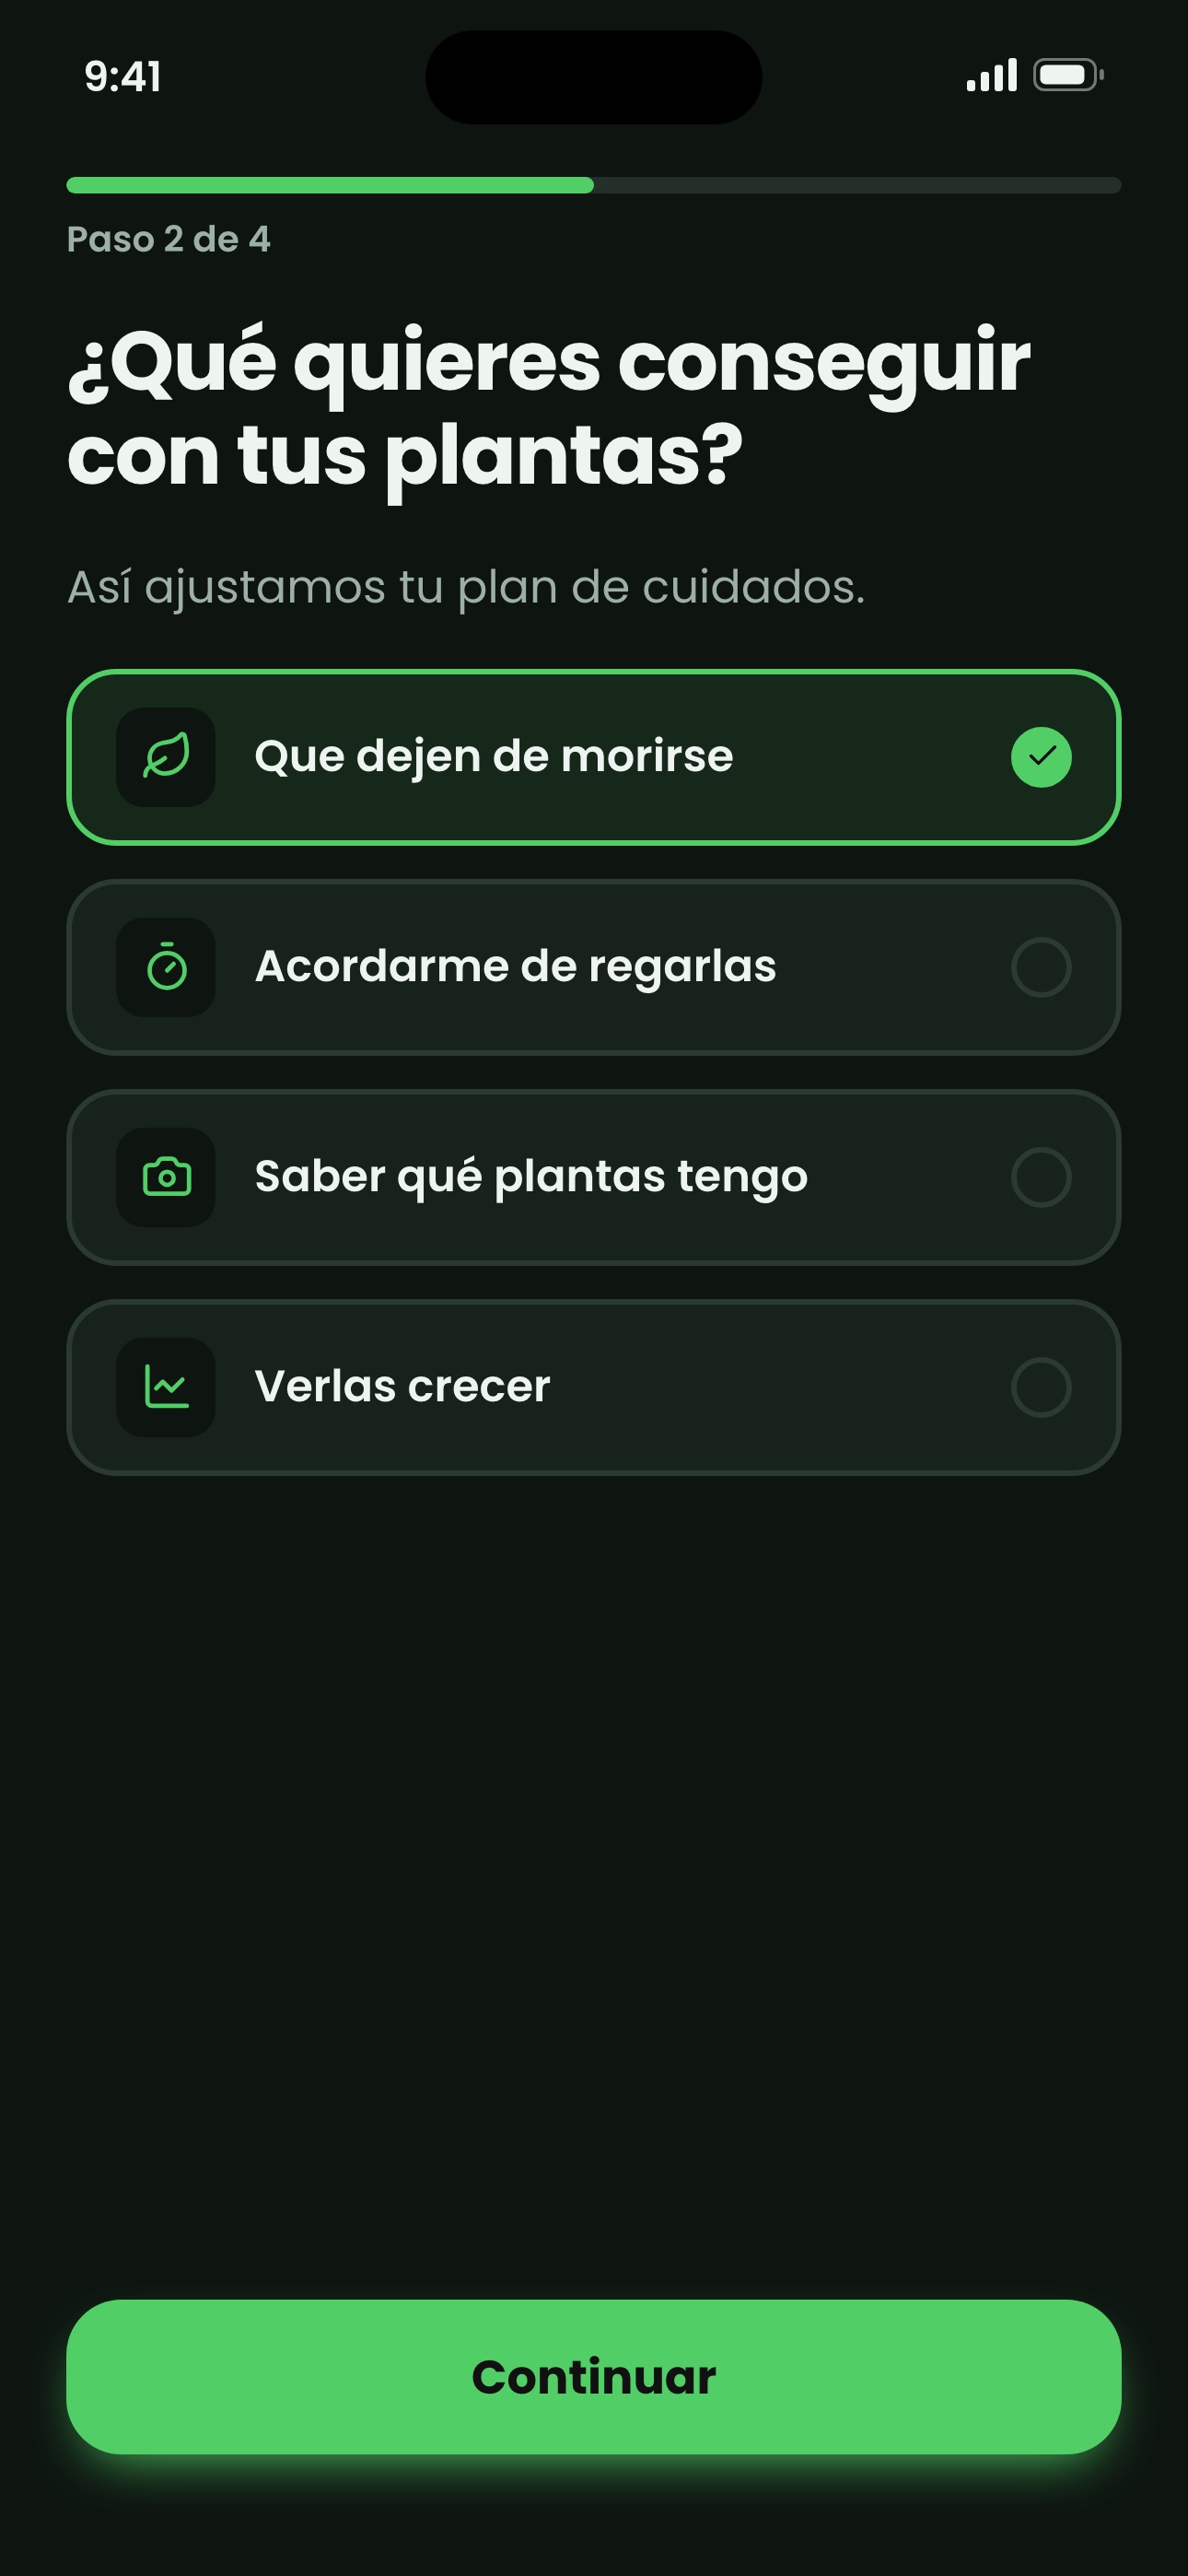 9:41
Paso 2 de 4
¿Qué quieres conseguir
con tus plantas?
Así ajustamos tu plan de cuidados.
Que dejen de morirse
Acordarme de regarlas
Saber qué plantas tengo
Verlas crecer
Continuar